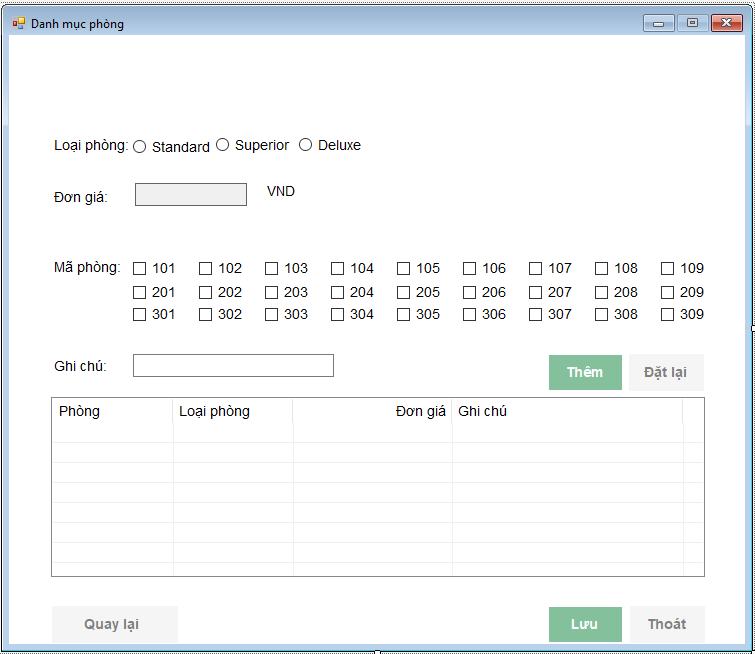 Danh mục phòng
Loại phòng: Standard Superior Deluxe
Đơn giá: VND
Mã phòng: 101 102 103 104 105 106 107 108 109
201 202 203 204 205 206 207 208 209
301 302 303 304 305 306 307 308 309
Ghi chú: Thêm Đặt lại
Phòng Loại phòng Đơn giá Ghi chú
Quay lại Lưu Thoát